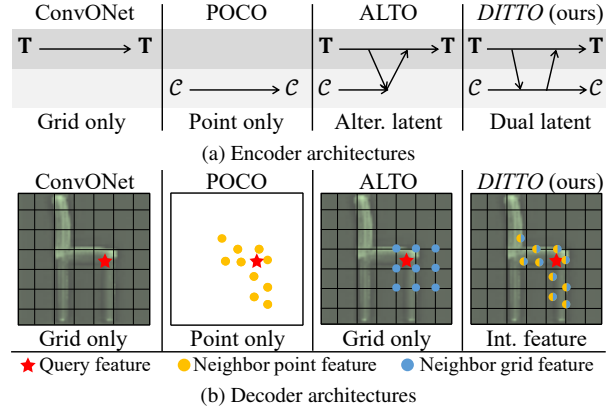 ConvONet POCO ALTO DITTO (ours)
T T T T T T
C C C C C C
Grid only Point only Alter. latent Dual latent
(a) Encoder architectures
ConvONet POCO ALTO DITTO (ours)
Grid only Point only Grid only Int. feature
Query feature Neighbor point feature Neighbor grid feature
(b) Decoder architectures